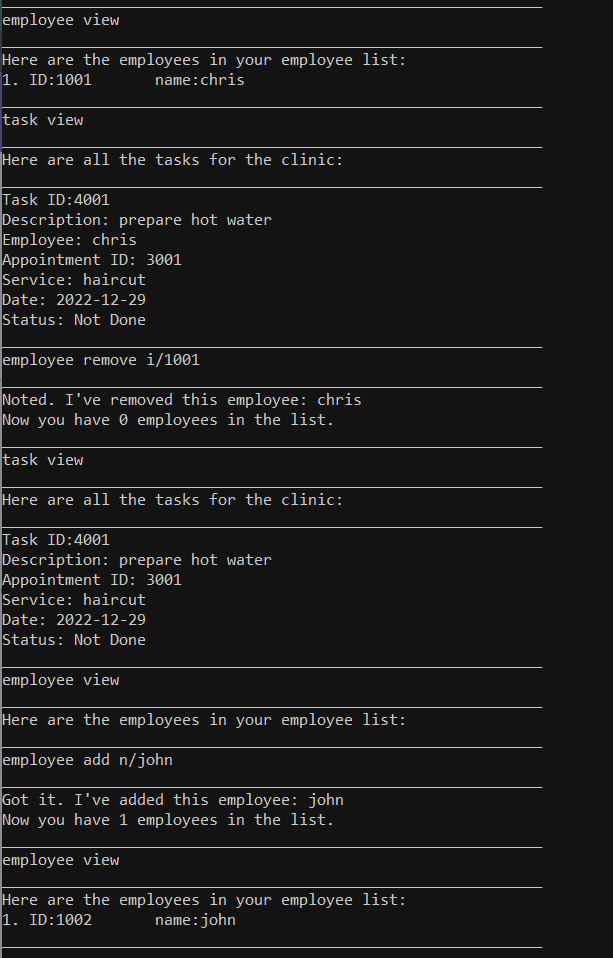 employee view
Here are the employees in your employee list:
1. ID:1001 name:chris
task view
Here are all the tasks for the clinic:
Task ID:4001
Description: prepare hot water
Employee: chris
Appointment ID: 3001
Service: haircut
Date: 2022-12-29
Status: Not Done
employee remove i/1001
Noted. I've removed this employee: chris
Now you have 0 employees in the list.
task view
Here are all the tasks for the clinic:
Task ID:4001
Description: prepare hot water
Appointment ID: 3001
Service: haircut
Date: 2022-12-29
Status: Not Done
employee view
Here are the employees in your employee list:
employee add n/john
Got it. I've added this employee: john
Now you have 1 employees in the list.
employee view
Here are the employees in your employee list:
1. ID:1002 name:john